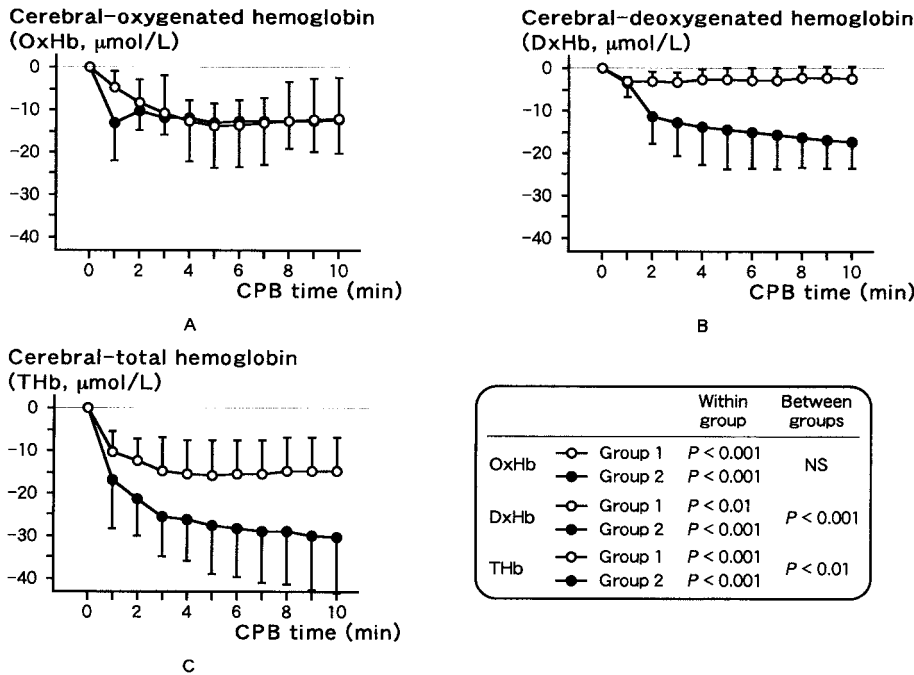 Cerebral-oxygenated hemoglobin
(OxHb, μmol/L)
0
-10
-20
-30
-40
0 2 4 6 8 10
CPB time (min)
A
Cerebral-deoxygenated hemoglobin
(DxHb, μmol/L)
0
-10
-20
-30
-40
0 2 4 6 8 10
CPB time (min)
B
Cerebral-total hemoglobin
(THb, μmol/L)
0
-10
-20
-30
-40
0 2 4 6 8 10
CPB time (min)
C
Within Between
group groups
OxHb Group 1 P < 0.001 NS
Group 2 P < 0.001
DxHb Group 1 P < 0.01 P < 0.001
Group 2 P < 0.001
THb Group 1 P < 0.001 P < 0.01
Group 2 P < 0.001